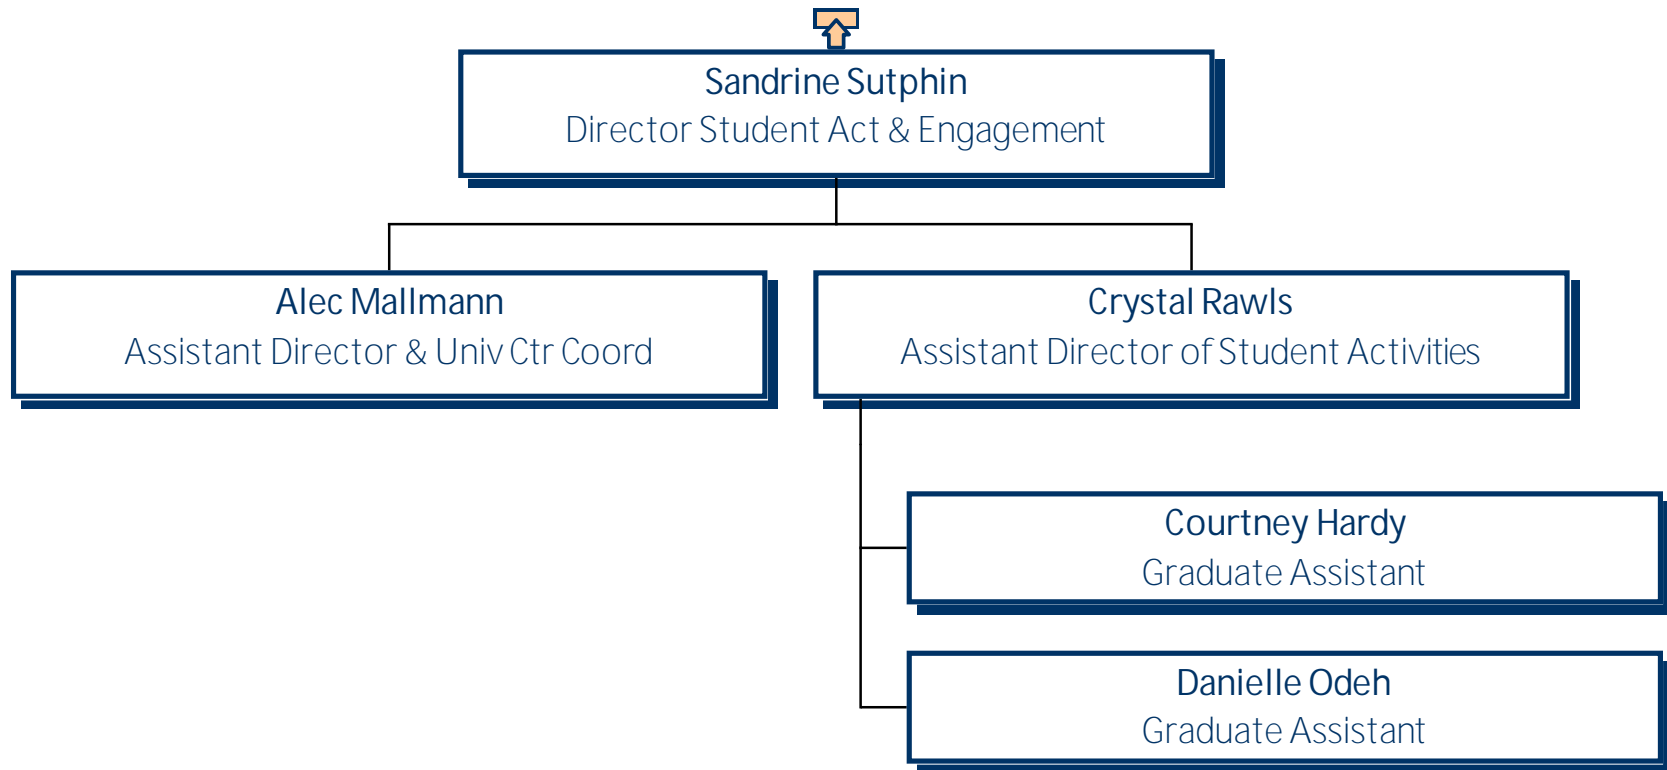 Sandrine Sutphin
Director Student Act & Engagement
Alec Mallmann
Assistant Director & Univ Ctr Coord
Crystal Rawls
Assistant Director of Student Activities
Courtney Hardy
Graduate Assistant
Danielle Odeh
Graduate Assistant